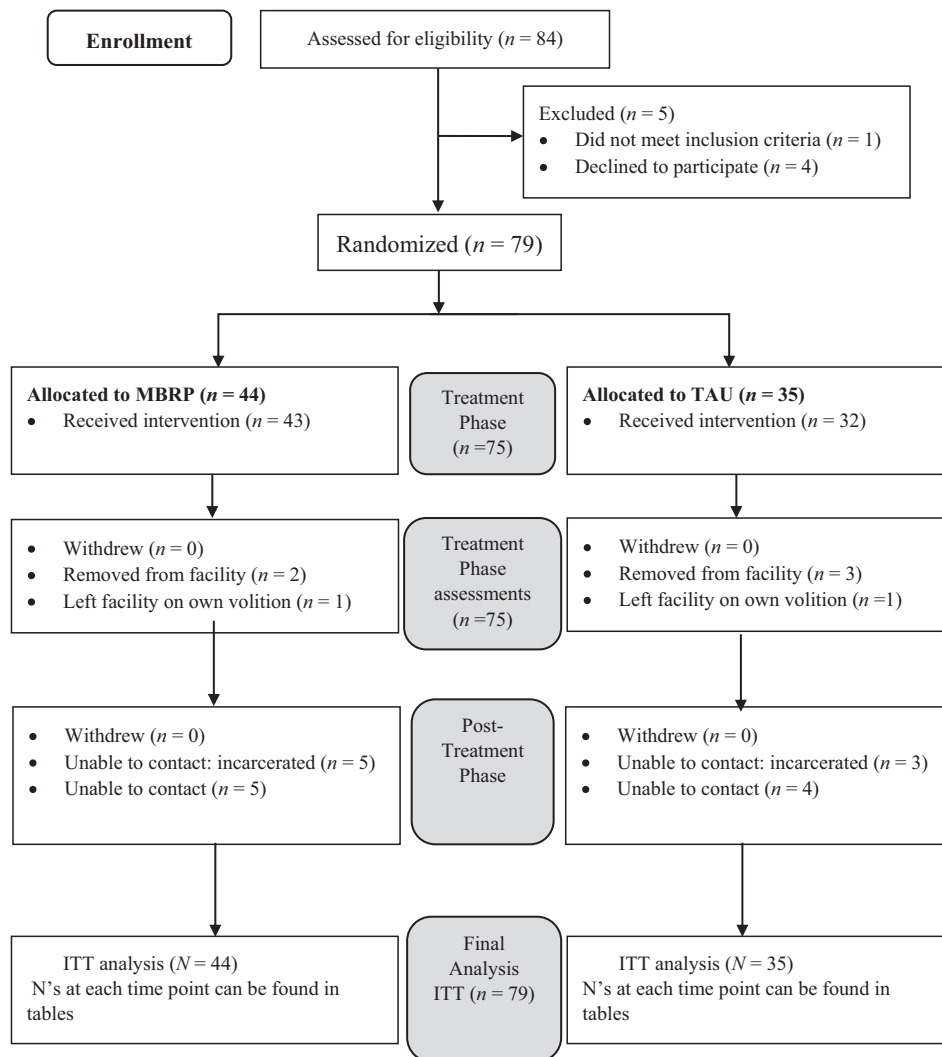 Enrollment
Assessed for eligibility (n = 84)
Excluded (n = 5)
• Did not meet inclusion criteria (n = 1)
• Declined to participate (n = 4)
Randomized (n = 79)
Allocated to MBRP (n = 44)
• Received intervention (n = 43)
Treatment
Phase
(n =75)
Allocated to TAU (n = 35)
• Received intervention (n = 32)
• Withdrew (n = 0)
• Removed from facility (n = 2)
• Left facility on own volition (n = 1)
Treatment
Phase
assessments
(n =75)
• Withdrew (n = 0)
• Removed from facility (n = 3)
• Left facility on own volition (n =1)
• Withdrew (n = 0)
• Unable to contact: incarcerated (n = 5)
• Unable to contact (n = 5)
Post-
Treatment
Phase
• Withdrew (n = 0)
• Unable to contact: incarcerated (n = 3)
• Unable to contact (n = 4)
ITT analysis (N = 44)
N's at each time point can be found in
tables
Final
Analysis
ITT (n = 79)
ITT analysis (N = 35)
N's at each time point can be found in
tables